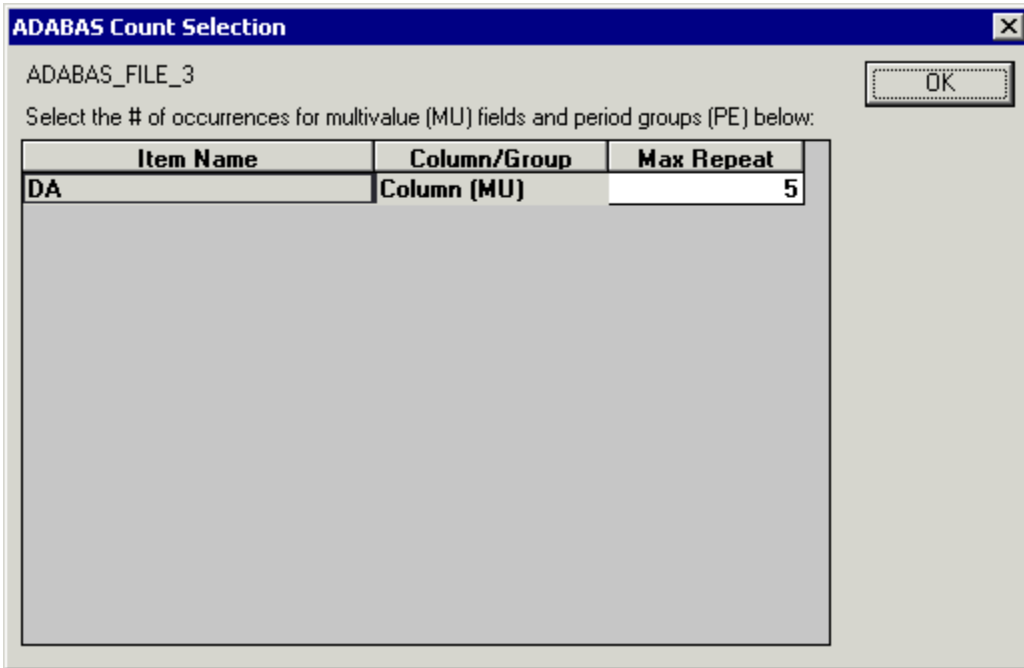 ADABAS Count Selection
ADABAS_FILE_3
OK
Select the # of occurrences for multivalue (MU) fields and period groups (PE) below:
Item Name Column/Group Max Repeat
DA Column (MU) 5